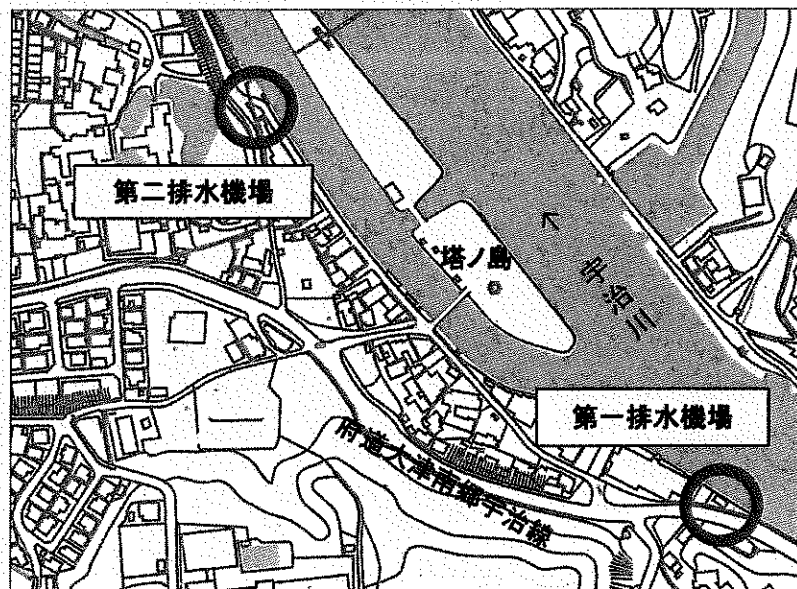 第二排水機場
塔ノ島
宇治川
第一排水機場
府道大津南郷宇治線